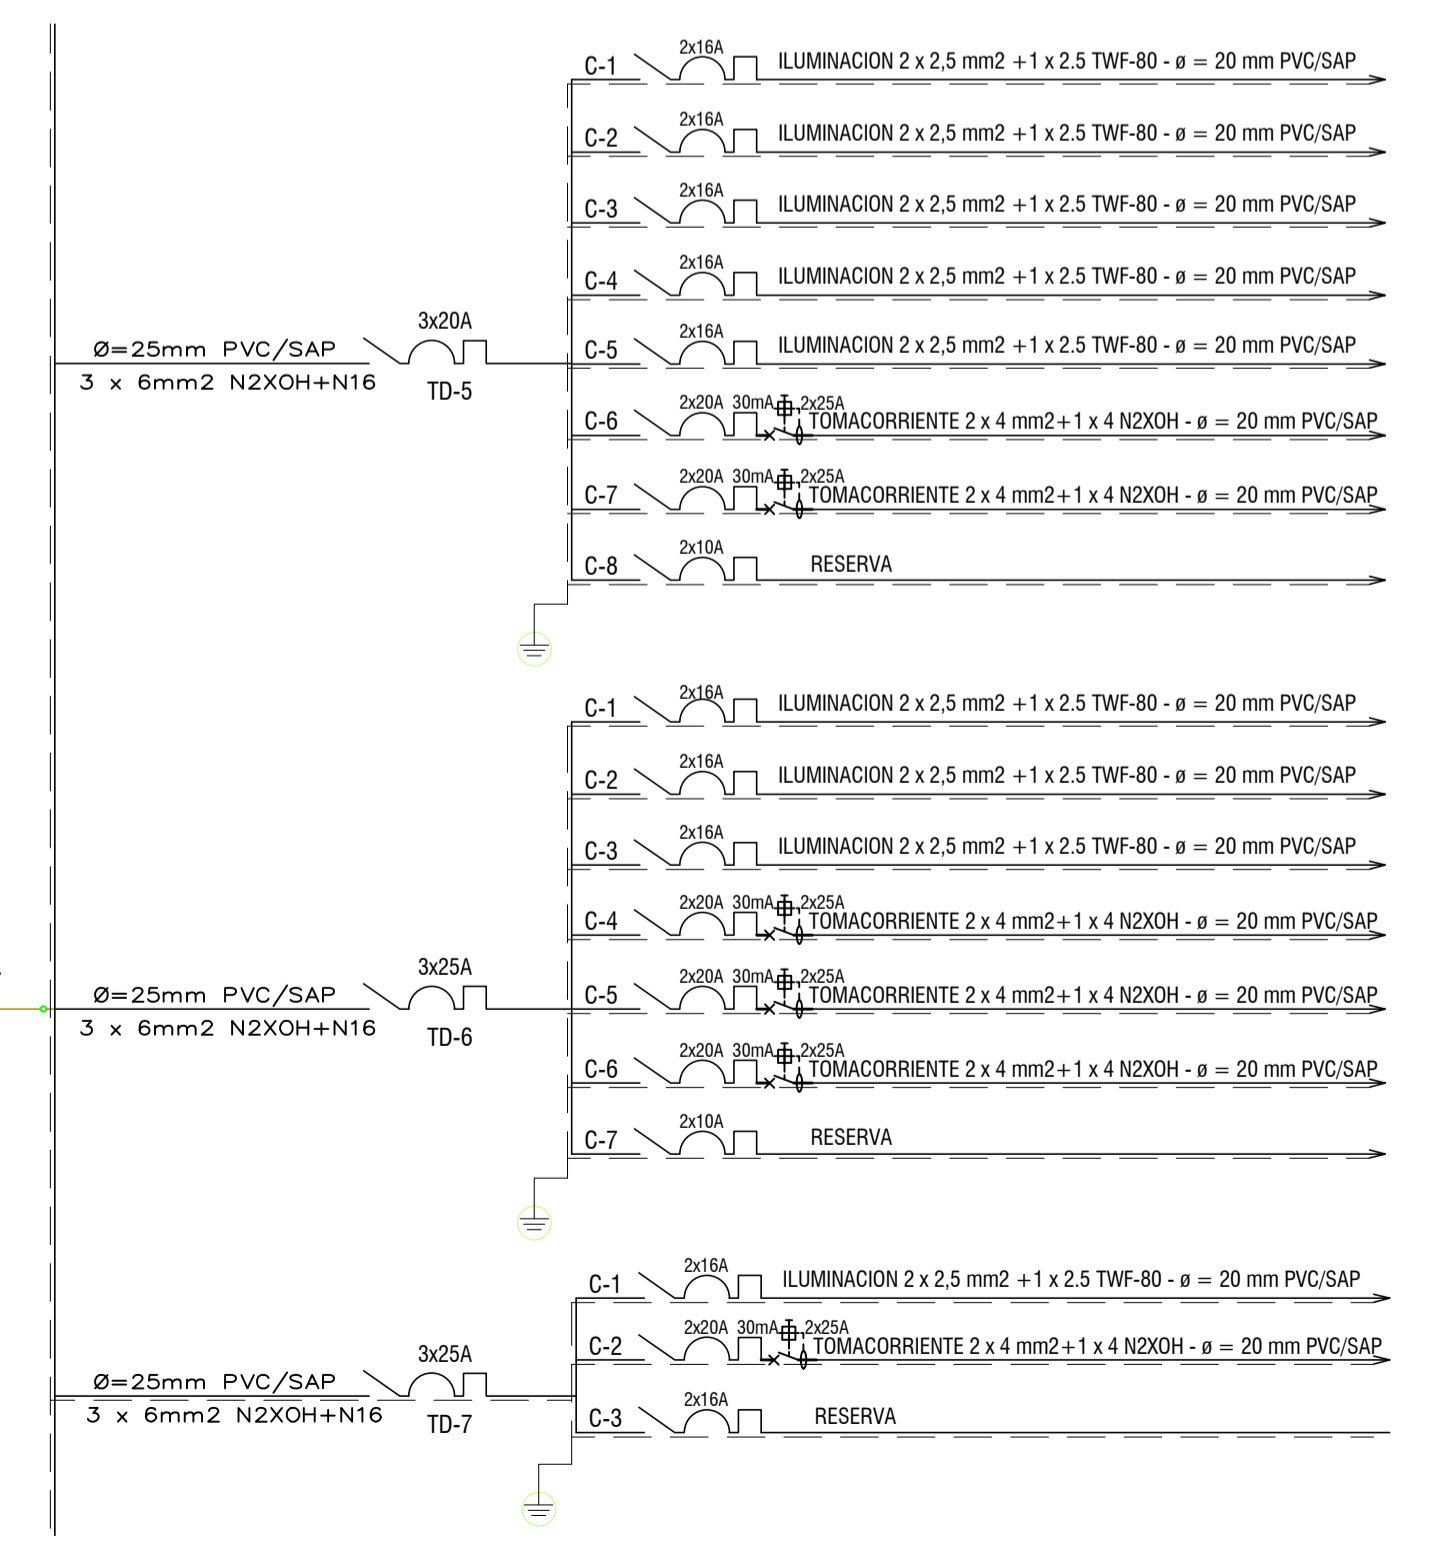 2x16A
C-1 ILUMINACION 2 x 2,5 mm2 +1 x 2.5 TWF-80 - ø = 20 mm PVC/SAP
2x16A
C-2 ILUMINACION 2 x 2,5 mm2 +1 x 2.5 TWF-80 - ø = 20 mm PVC/SAP
2x16A
C-3 ILUMINACION 2 x 2,5 mm2 +1 x 2.5 TWF-80 - ø = 20 mm PVC/SAP
2x16A
C-4 ILUMINACION 2 x 2,5 mm2 +1 x 2.5 TWF-80 - ø = 20 mm PVC/SAP
3x20A
Ø=25mm PVC/SAP
3 x 6mm2 N2XOH+N16
TD-5
2x16A
C-5 ILUMINACION 2 x 2,5 mm2 +1 x 2.5 TWF-80 - ø = 20 mm PVC/SAP
2x20A 30mA 2x25A
C-6 TOMACORRIENTE 2 x 4 mm2+1 x 4 N2XOH - ø = 20 mm PVC/SAP
2x20A 30mA 2x25A
C-7 TOMACORRIENTE 2 x 4 mm2+1 x 4 N2XOH - ø = 20 mm PVC/SAP
2x10A
C-8 RESERVA
2x16A
C-1 ILUMINACION 2 x 2,5 mm2 +1 x 2.5 TWF-80 - ø = 20 mm PVC/SAP
2x16A
C-2 ILUMINACION 2 x 2,5 mm2 +1 x 2.5 TWF-80 - ø = 20 mm PVC/SAP
2x16A
C-3 ILUMINACION 2 x 2,5 mm2 +1 x 2.5 TWF-80 - ø = 20 mm PVC/SAP
2x20A 30mA 2x25A
C-4 TOMACORRIENTE 2 x 4 mm2+1 x 4 N2XOH - ø = 20 mm PVC/SAP
3x25A
Ø=25mm PVC/SAP
3 x 6mm2 N2XOH+N16
TD-6
2x20A 30mA 2x25A
C-5 TOMACORRIENTE 2 x 4 mm2+1 x 4 N2XOH - ø = 20 mm PVC/SAP
2x20A 30mA 2x25A
C-6 TOMACORRIENTE 2 x 4 mm2+1 x 4 N2XOH - ø = 20 mm PVC/SAP
2x10A
C-7 RESERVA
2x16A
C-1 ILUMINACION 2 x 2,5 mm2 +1 x 2.5 TWF-80 - ø = 20 mm PVC/SAP
2x20A 30mA 2x25A
C-2 TOMACORRIENTE 2 x 4 mm2+1 x 4 N2XOH - ø = 20 mm PVC/SAP
3x25A
Ø=25mm PVC/SAP
3 x 6mm2 N2XOH+N16
TD-7
2x16A
C-3 RESERVA